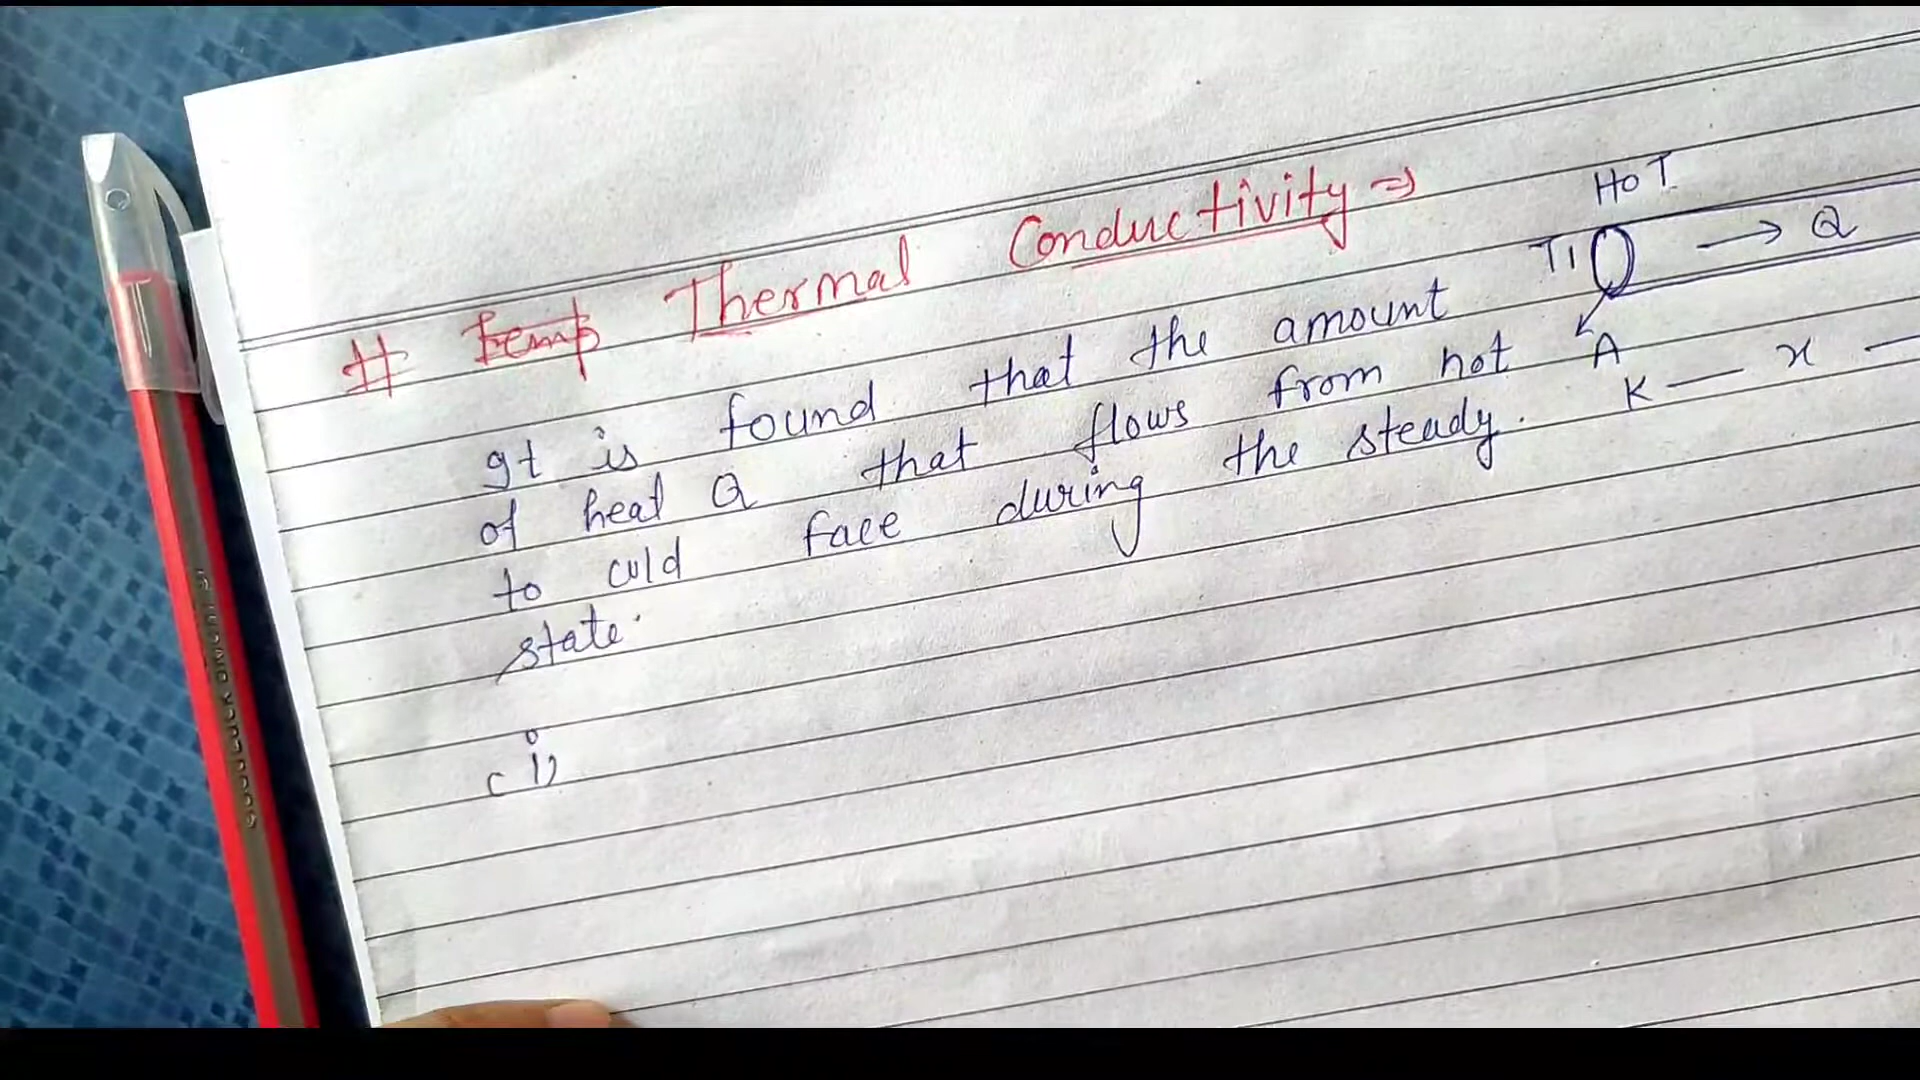 # Temp Thermal Conductivity ⇒
HOT
T1 → Q
A
K — x —
It is found that the amount
of heat Q that flows from hot
to cold face during the steady.
state.
(i)